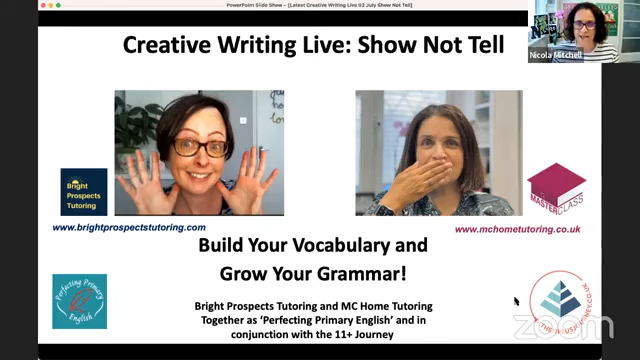 PowerPoint Slide Show - [Latest Creative Writing Live 02 July Show Not Tell]
Creative Writing Live: Show Not Tell
Nicola Mitchell
Bright
Prospects
Tutoring
MASTERCLASS
www.brightprospectstutoring.com
www.mchometutoring.co.uk
Build Your Vocabulary and
Grow Your Grammar!
Perfecting Primary
English
Bright Prospects Tutoring and MC Home Tutoring
Together as ‘Perfecting Primary English’ and in
conjunction with the 11+ Journey
zoom